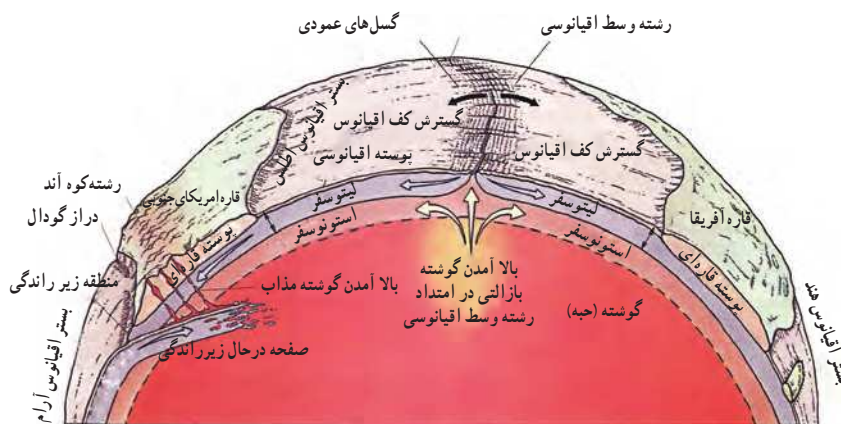 رشته وسط اقیانوسی
گسل‌های عمودی
بستر اقیانوس اطلس
گسترش کف اقیانوس
پوسته اقیانوسی
گسترش کف اقیانوس
رشته‌کوه آند
دراز گودال
قاره امریکای جنوبی
قاره آفریقا
لیتوسفر
استونوسفر
لیتوسفر
استونوسفر
پوسته قاره‌ای
پوسته قاره‌ای
منطقه زیر راندگی
بالا آمدن گوشته مذاب
بالا آمدن گوشته
بازالتی در امتداد
رشته وسط اقیانوسی
گوشته (حبه)
صفحه درحال زیرراندگی
بستر اقیانوس آرام
بستر اقیانوس هند